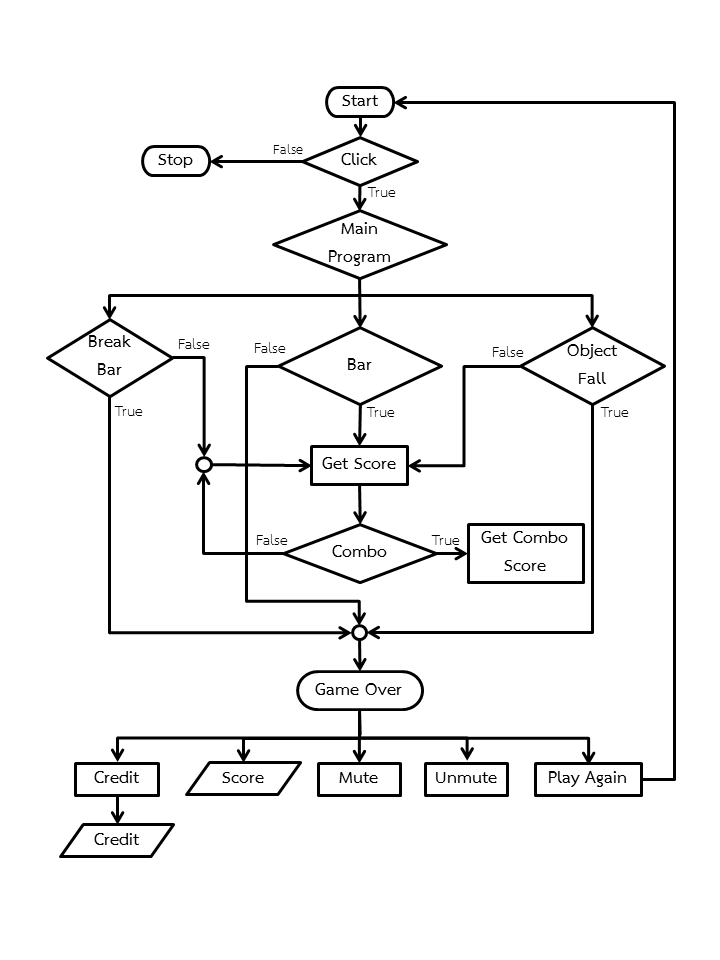 Start
False
Stop
Click
True
Main
Program
Break
Bar
False
False
Bar
False
Object
Fall
True
True
True
Get Score
False
Combo
True
Get Combo
Score
Game Over
Credit
Score
Mute
Unmute
Play Again
Credit